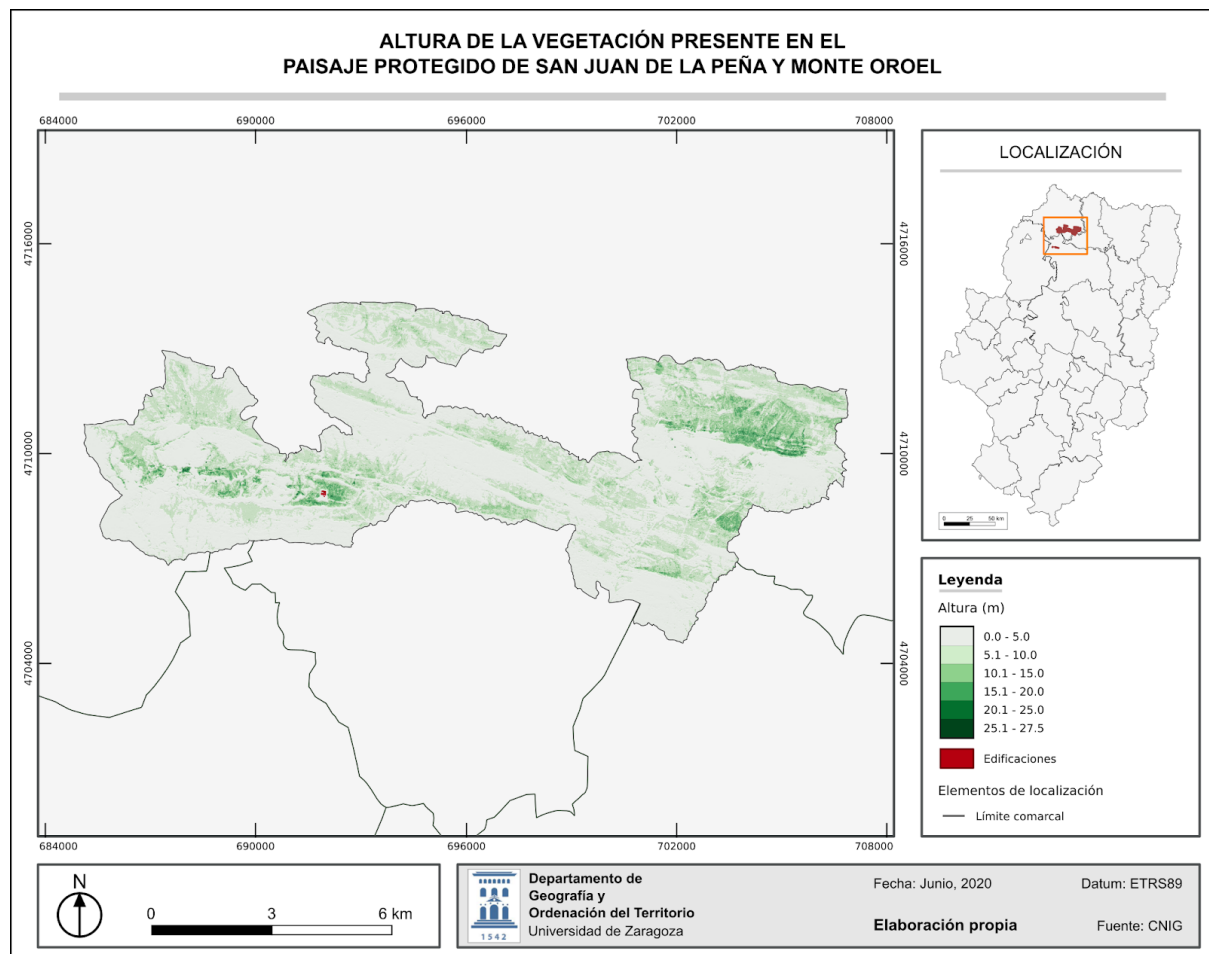 ALTURA DE LA VEGETACIÓN PRESENTE EN EL
PAISAJE PROTEGIDO DE SAN JUAN DE LA PEÑA Y MONTE OROEL
684000 690000 696000 702000 708000
4716000 4716000
4710000 4710000
4704000 4704000
684000 690000 696000 702000 708000
LOCALIZACIÓN
0 25 50 km
Leyenda
Altura (m)
0.0 - 5.0
5.1 - 10.0
10.1 - 15.0
15.1 - 20.0
20.1 - 25.0
25.1 - 27.5
Edificaciones
Elementos de localización
Límite comarcal
N
0 3 6 km
1542
Departamento de
Geografía y
Ordenación del Territorio
Universidad de Zaragoza
Fecha: Junio, 2020 Datum: ETRS89
Elaboración propia Fuente: CNIG